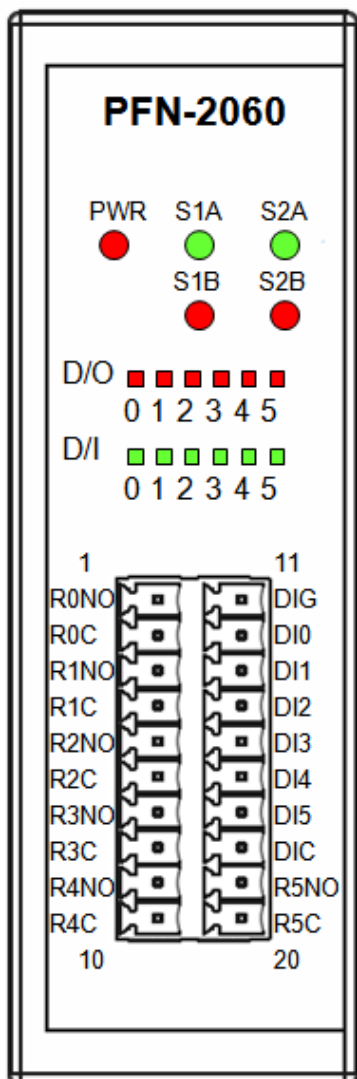 PFN-2060
PWR S1A S2A
S1B S2B
D/O
0 1 2 3 4 5
D/I
0 1 2 3 4 5
1 11
R0NO DIG
R0C DI0
R1NO DI1
R1C DI2
R2NO DI3
R2C DI4
R3NO DI5
R3C DIC
R4NO R5NO
R4C R5C
10 20